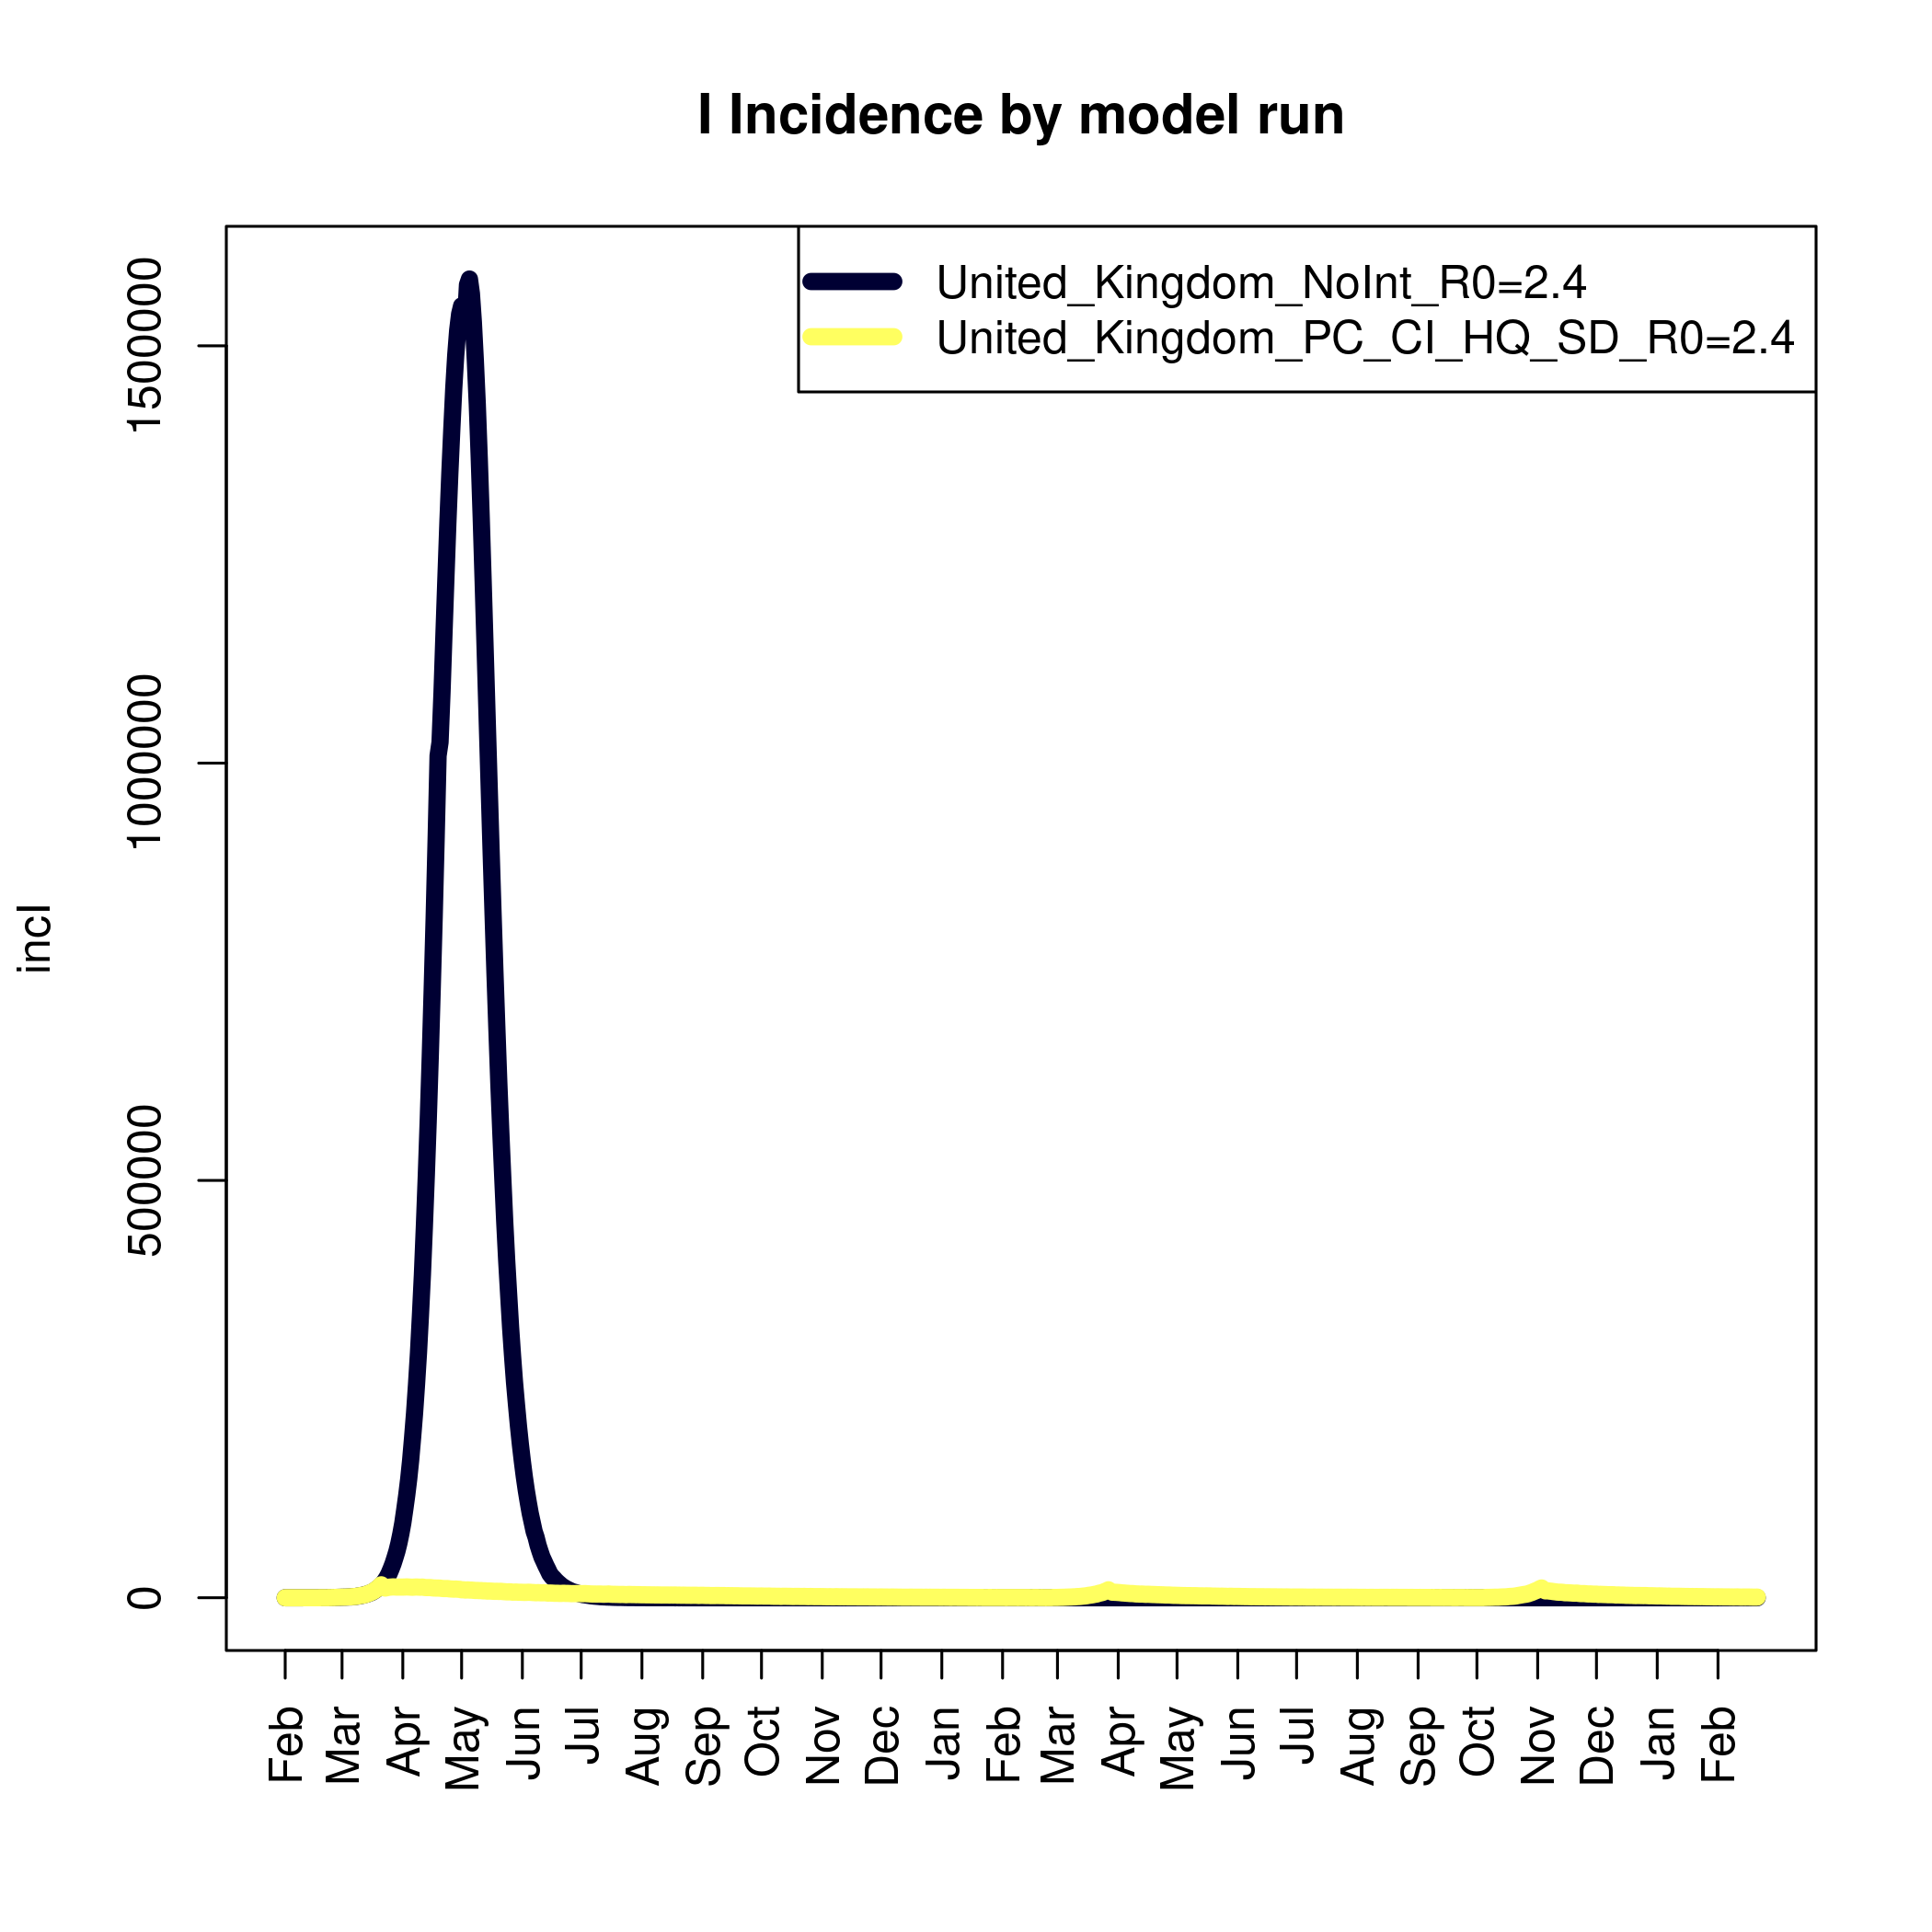 I Incidence by model run
United_Kingdom_NoInt_R0=2.4
United_Kingdom_PC_CI_HQ_SD_R0=2.4
1500000
1000000
500000
0
incI
Feb
Mar
Apr
May
Jun
Jul
Aug
Sep
Oct
Nov
Dec
Jan
Feb
Mar
Apr
May
Jun
Jul
Aug
Sep
Oct
Nov
Dec
Jan
Feb